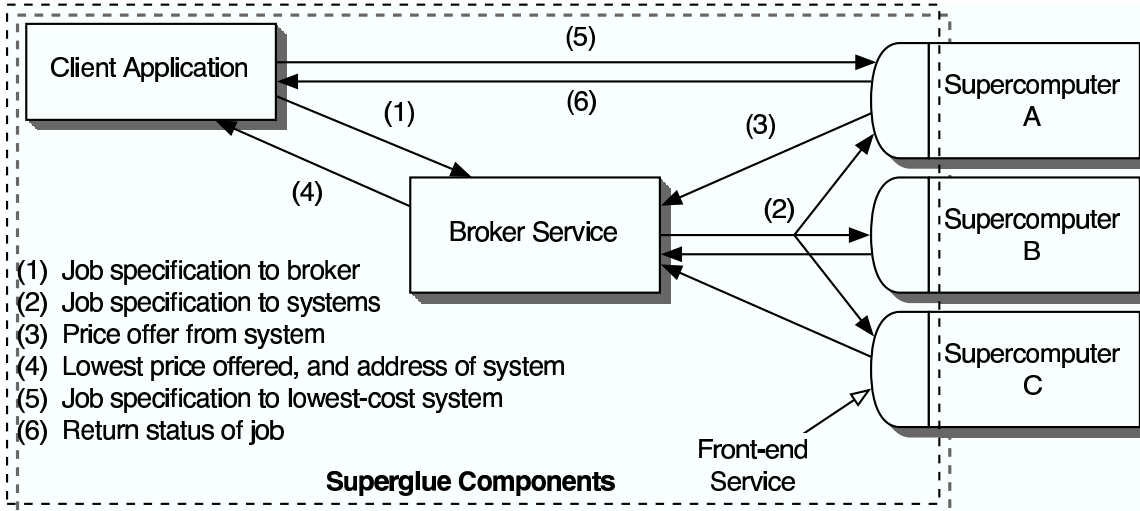 Client Application
(5)
(6)
(1)
(3)
(4)
(2)
Supercomputer
A
Broker Service
Supercomputer
B
Supercomputer
C
(1) Job specification to broker
(2) Job specification to systems
(3) Price offer from system
(4) Lowest price offered, and address of system
(5) Job specification to lowest-cost system
(6) Return status of job
Front-end
Service
Superglue Components